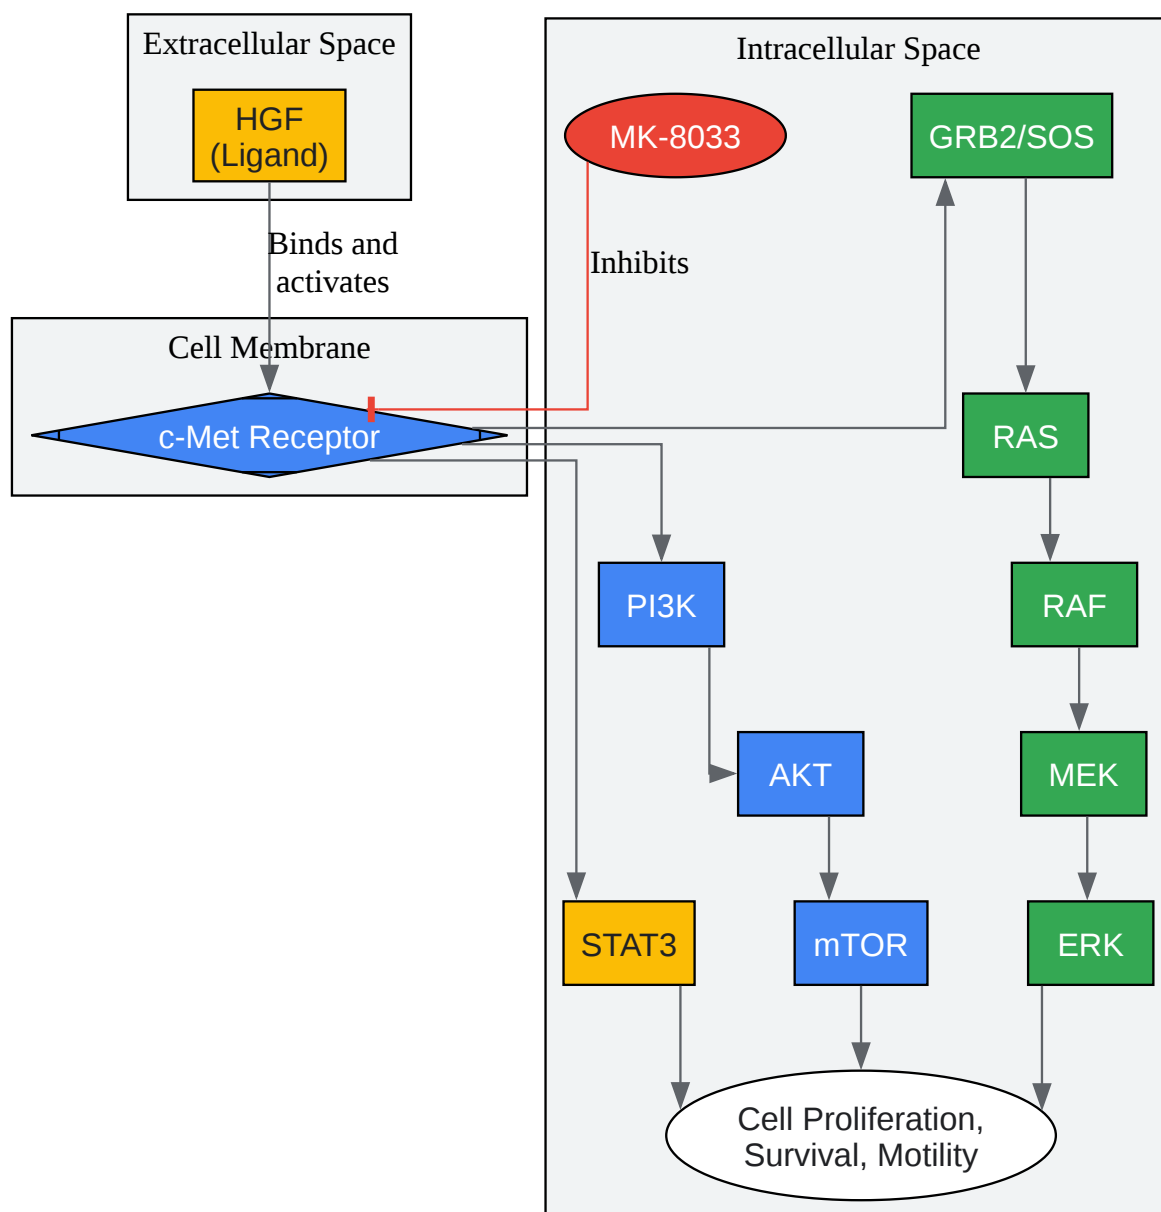 Extracellular Space
HGF
(Ligand)
Binds and
activates
Cell Membrane
c-Met Receptor
Intracellular Space
MK-8033
Inhibits
GRB2/SOS
RAS
PI3K
RAF
AKT
MEK
STAT3
mTOR
ERK
Cell Proliferation,
Survival, Motility